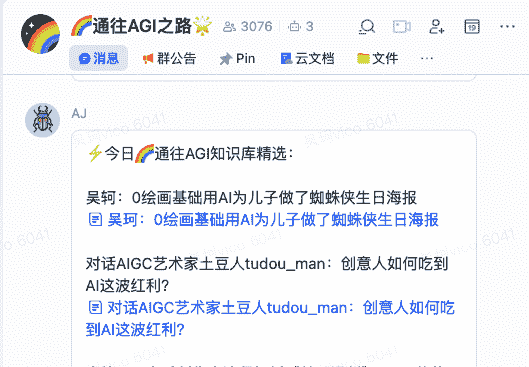 🌈通往AGI之路🌟 3076 3
消息 群公告 Pin 云文档 文件 ···
19
AJ
⚡今日🌈通往AGI知识库精选：
吴轲：0绘画基础用AI为儿子做了蜘蛛侠生日海报
吴珂：0绘画基础用AI为儿子做了蜘蛛侠生日海报
对话AIGC艺术家土豆人tudou_man：创意人如何吃到
AI这波红利？
对话AIGC艺术家土豆人tudou_man：创意人如何吃
到AI这波红利？